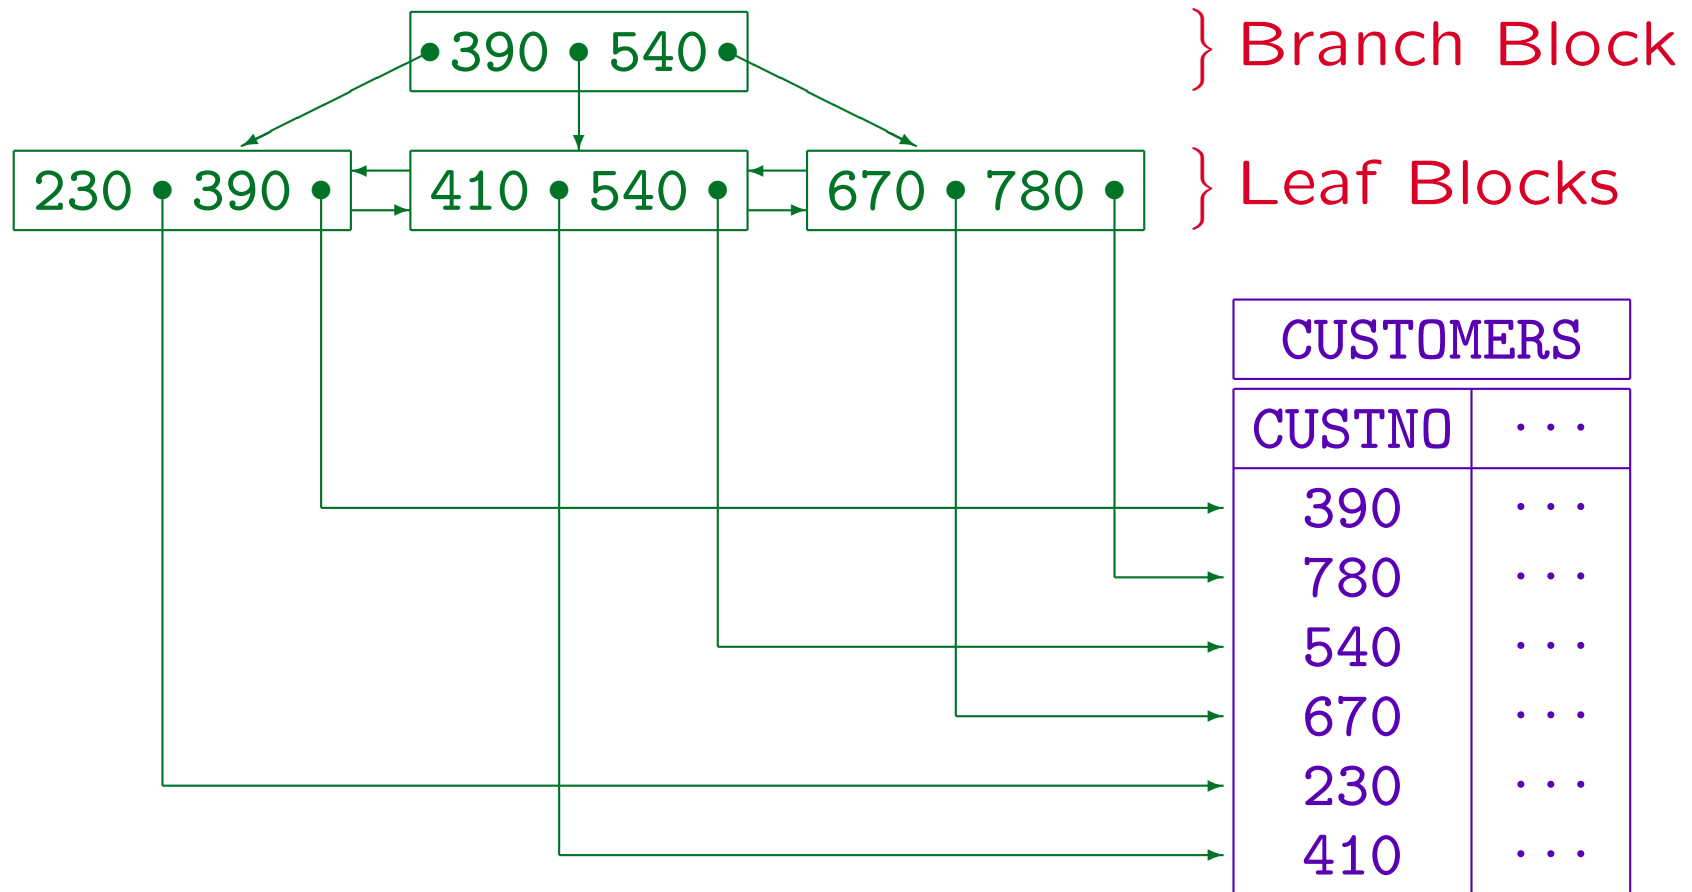 390 540 } Branch Block
230 390 410 540 670 780 } Leaf Blocks
CUSTOMERS
CUSTNO ···
390 ···
780 ···
540 ···
670 ···
230 ···
410 ···